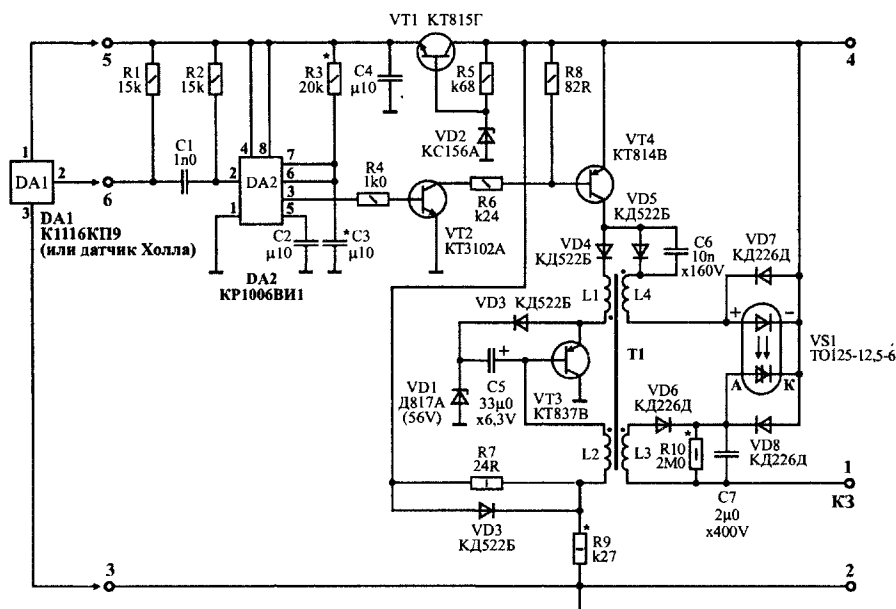 VT1 КТ815Г
5
4
R1
15k
R2
15k
*
R3
20k
C4
µ10
R5
k68
R8
82R
VD2
КС156А
VT4
КТ814В
C1
1n0
1
DA1
2
3
6
4 8
2
DA2
7
6
3
1
5
R4
1k0
R6
k24
VT2
КТ3102А
DA1
К1116КП9
(или датчик Холла)
C2
µ10
*
C3
µ10
DA2
КР1006ВИ1
VD5
КД522Б
VD4
КД522Б
C6
10n
x160V
VD7
КД226Д
L1
L4
VD3 КД522Б
T1
+
-
VS1
ТО125-12,5-6
А
К
VD1
Д817А
(56V)
+
C5
33µ0
x6,3V
VT3
КТ837В
VD6
КД226Д
L2
L3
*
R10
2M0
VD8
КД226Д
R7
24R
C7
2µ0
x400V
1
КЗ
VD3
КД522Б
*
R9
k27
3
2